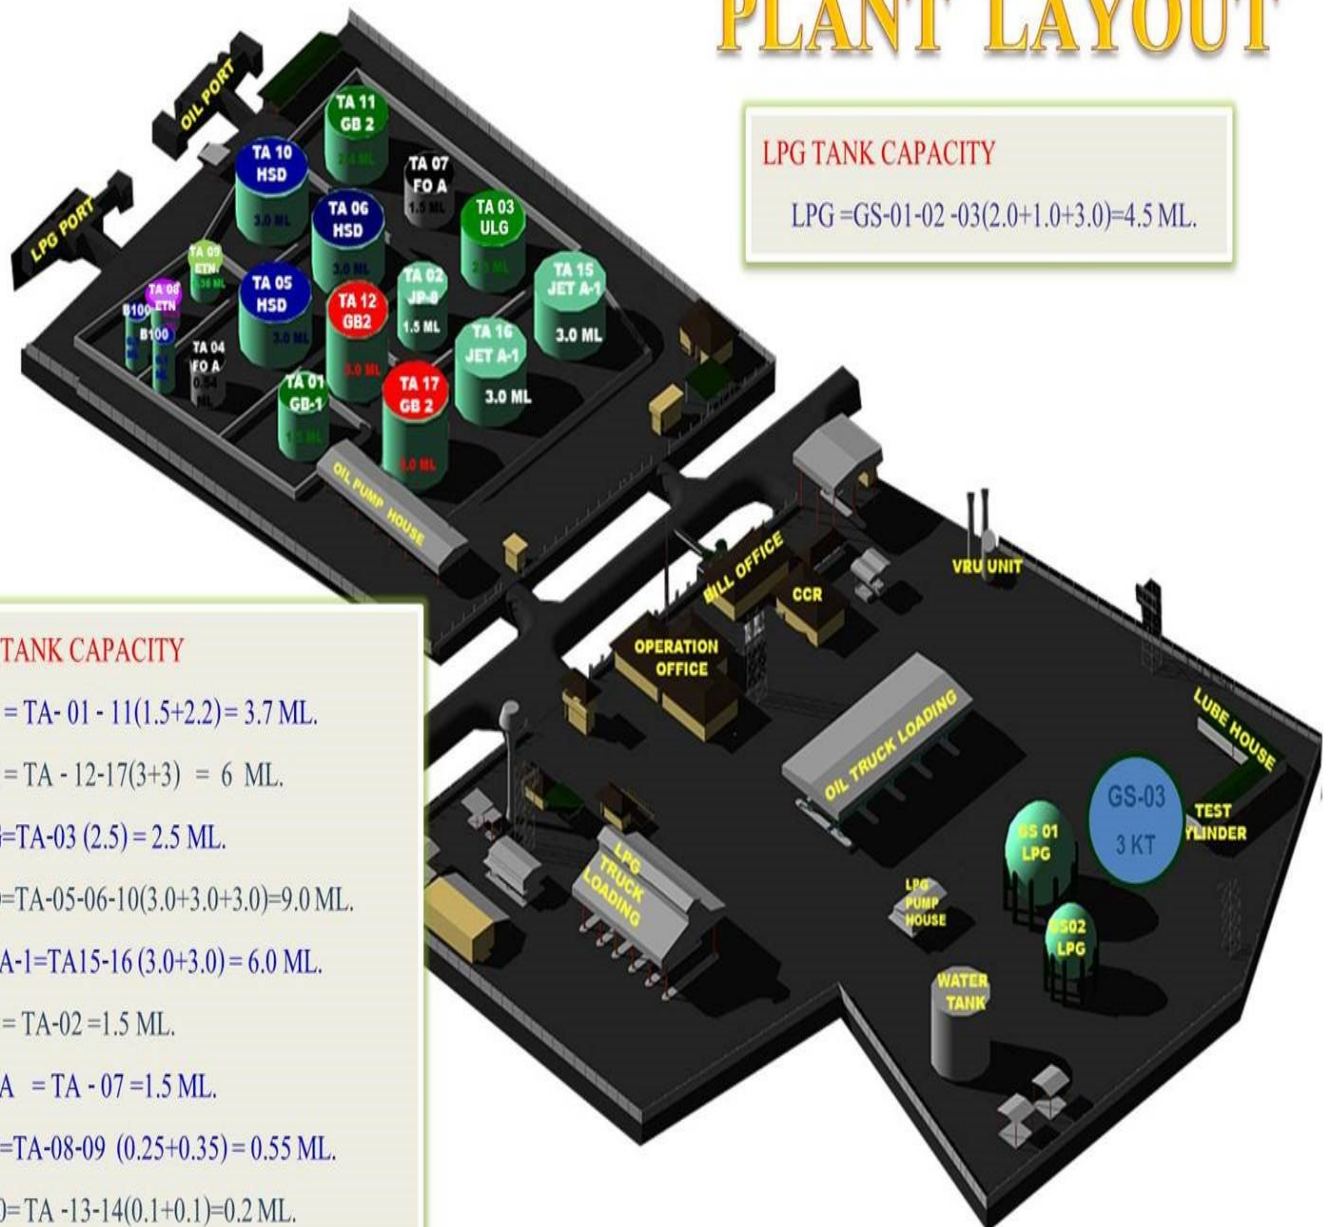 PLANT LAYOUT
LPG TANK CAPACITY
LPG =GS-01-02 -03(2.0+1.0+3.0)=4.5 ML.
OIL PORT
LPG PORT
TA 11
GB 2
TA 10
HSD
3.0 ML
TA 07
FO A
1.5 ML
TA 06
HSD
3.0 ML
TA 03
ULG
TA 09
ETN
TA 08
ETN
B100
B100
TA 05
HSD
3.0 ML
TA 02
JP-8
1.5 ML
TA 15
JET A-1
3.0 ML
TA 12
GB2
3.0 ML
TA 16
JET A-1
3.0 ML
TA 04
FO A
0.54
ML
TA 01
GB-1
TA 17
GB 2
3.0 ML
OIL PUMP HOUSE
BILL OFFICE
CCR
VRU UNIT
OPERATION
OFFICE
OIL TRUCK LOADING
LUBE HOUSE
TEST
YLINDER
GS-03
3 KT
GS 01
LPG
GS02
LPG
LPG
PUMP
HOUSE
LPG
TRUCK
LOADING
WATER
TANK
TANK CAPACITY
= TA- 01 - 11(1.5+2.2)= 3.7 ML.
= TA - 12-17(3+3) = 6 ML.
=TA-03 (2.5) = 2.5 ML.
=TA-05-06-10(3.0+3.0+3.0)=9.0 ML.
A-1=TA15-16 (3.0+3.0) = 6.0 ML.
= TA-02 =1.5 ML.
A = TA - 07 =1.5 ML.
=TA-08-09 (0.25+0.35) = 0.55 ML.
0= TA -13-14(0.1+0.1)=0.2 ML.